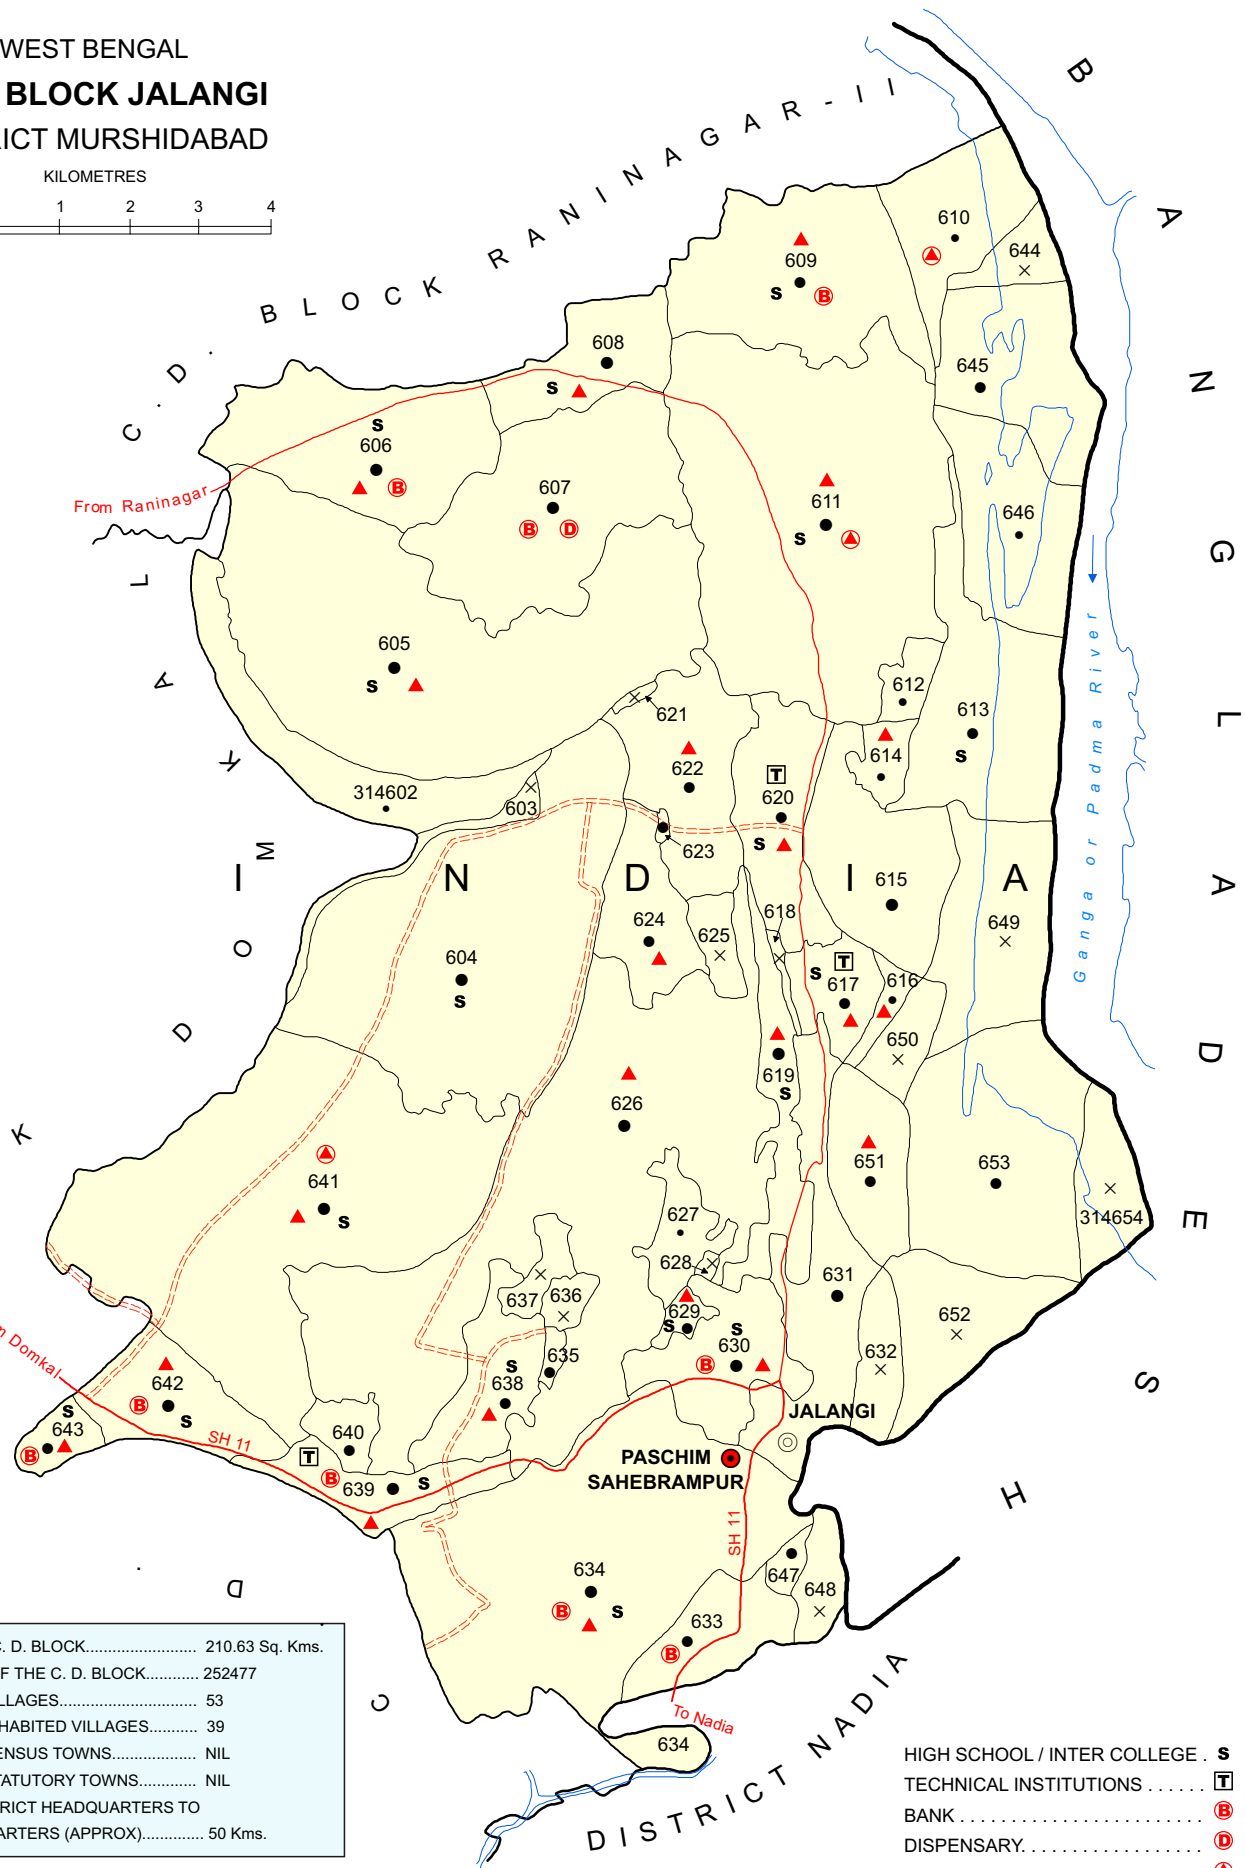 WEST BENGAL
BLOCK JALANGI
ICT MURSHIDABAD
KILOMETRES
1 2 3 4
C. D. BLOCK RANINAGAR-II
BANGLADESH
610
644
609
B
S
608
645
S
S
606
B
From Raninagar
607
B D
611
S
646
605
S
612
613
S
621
614
622
T
620
314602
603
S
623
Ganga or Padma River
INDIA
615
618
624
625
649
604
S
T
S
617
616
650
619
S
626
641
S
651
653
314654
627
628
637
636
629
S
S
630
B
631
652
632
635
S
638
m Domkal
642
B
S
S
643
B
SH 11
640
T
B
639
S
JALANGI
PASCHIM
SAHEBRAMPUR
SH 11
634
B
S
647
648
633
B
To Nadia
634
C. D. BLOCK DOMKAL
DISTRICT NADIA
C. D. BLOCK........................ 210.63 Sq. Kms.
F THE C. D. BLOCK............ 252477
LLAGES.............................. 53
HABITED VILLAGES........... 39
ENSUS TOWNS................... NIL
TATUTORY TOWNS............. NIL
RICT HEADQUARTERS TO
ARTERS (APPROX)............. 50 Kms.
HIGH SCHOOL / INTER COLLEGE . S
TECHNICAL INSTITUTIONS ...... T
BANK ........................ B
DISPENSARY.................. D